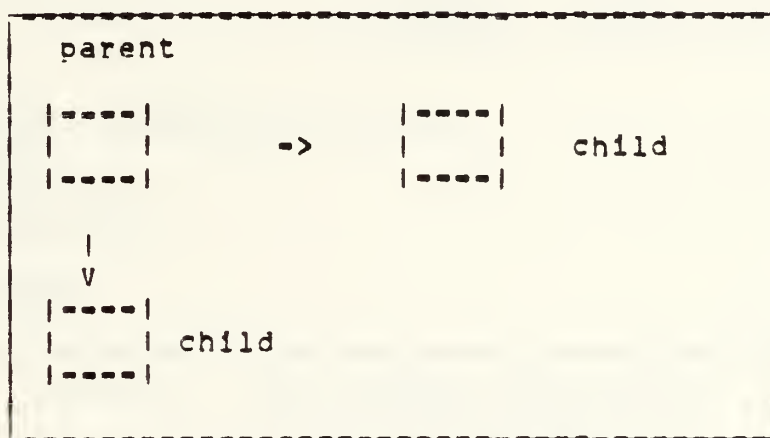 parent
|----| -> |----|
| | | | child
|----| |----|
|
V
|----|
| | child
|----|